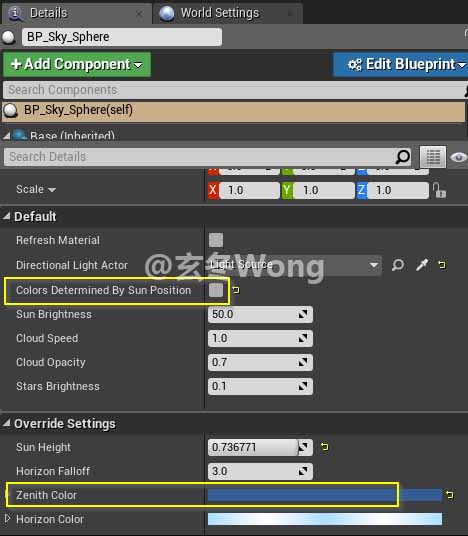 Details
World Settings
BP_Sky_Sphere
Add Component
Edit Blueprint
Search Components
BP_Sky_Sphere(self)
Base (Inherited)
Search Details
Scale X 1.0 Y 1.0 Z 1.0
Default
Refresh Material
Directional Light Actor Light Source
@玄冬Wong
Colors Determined By Sun Position
Sun Brightness 50.0
Cloud Speed 1.0
Cloud Opacity 0.7
Stars Brightness 0.1
Override Settings
Sun Height 0.736771
Horizon Falloff 3.0
Zenith Color
Horizon Color